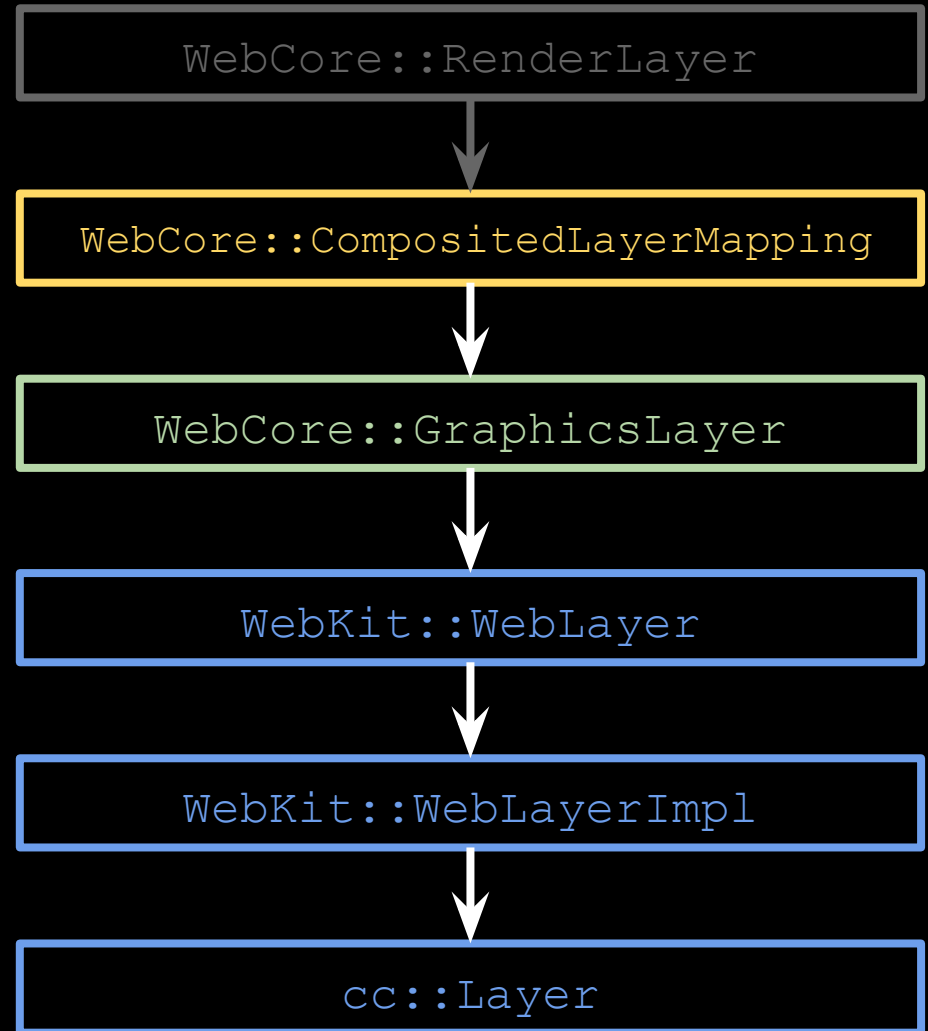 WebCore::RenderLayer
WebCore::CompositedLayerMapping
WebCore::GraphicsLayer
WebKit::WebLayer
WebKit::WebLayerImpl
cc::Layer